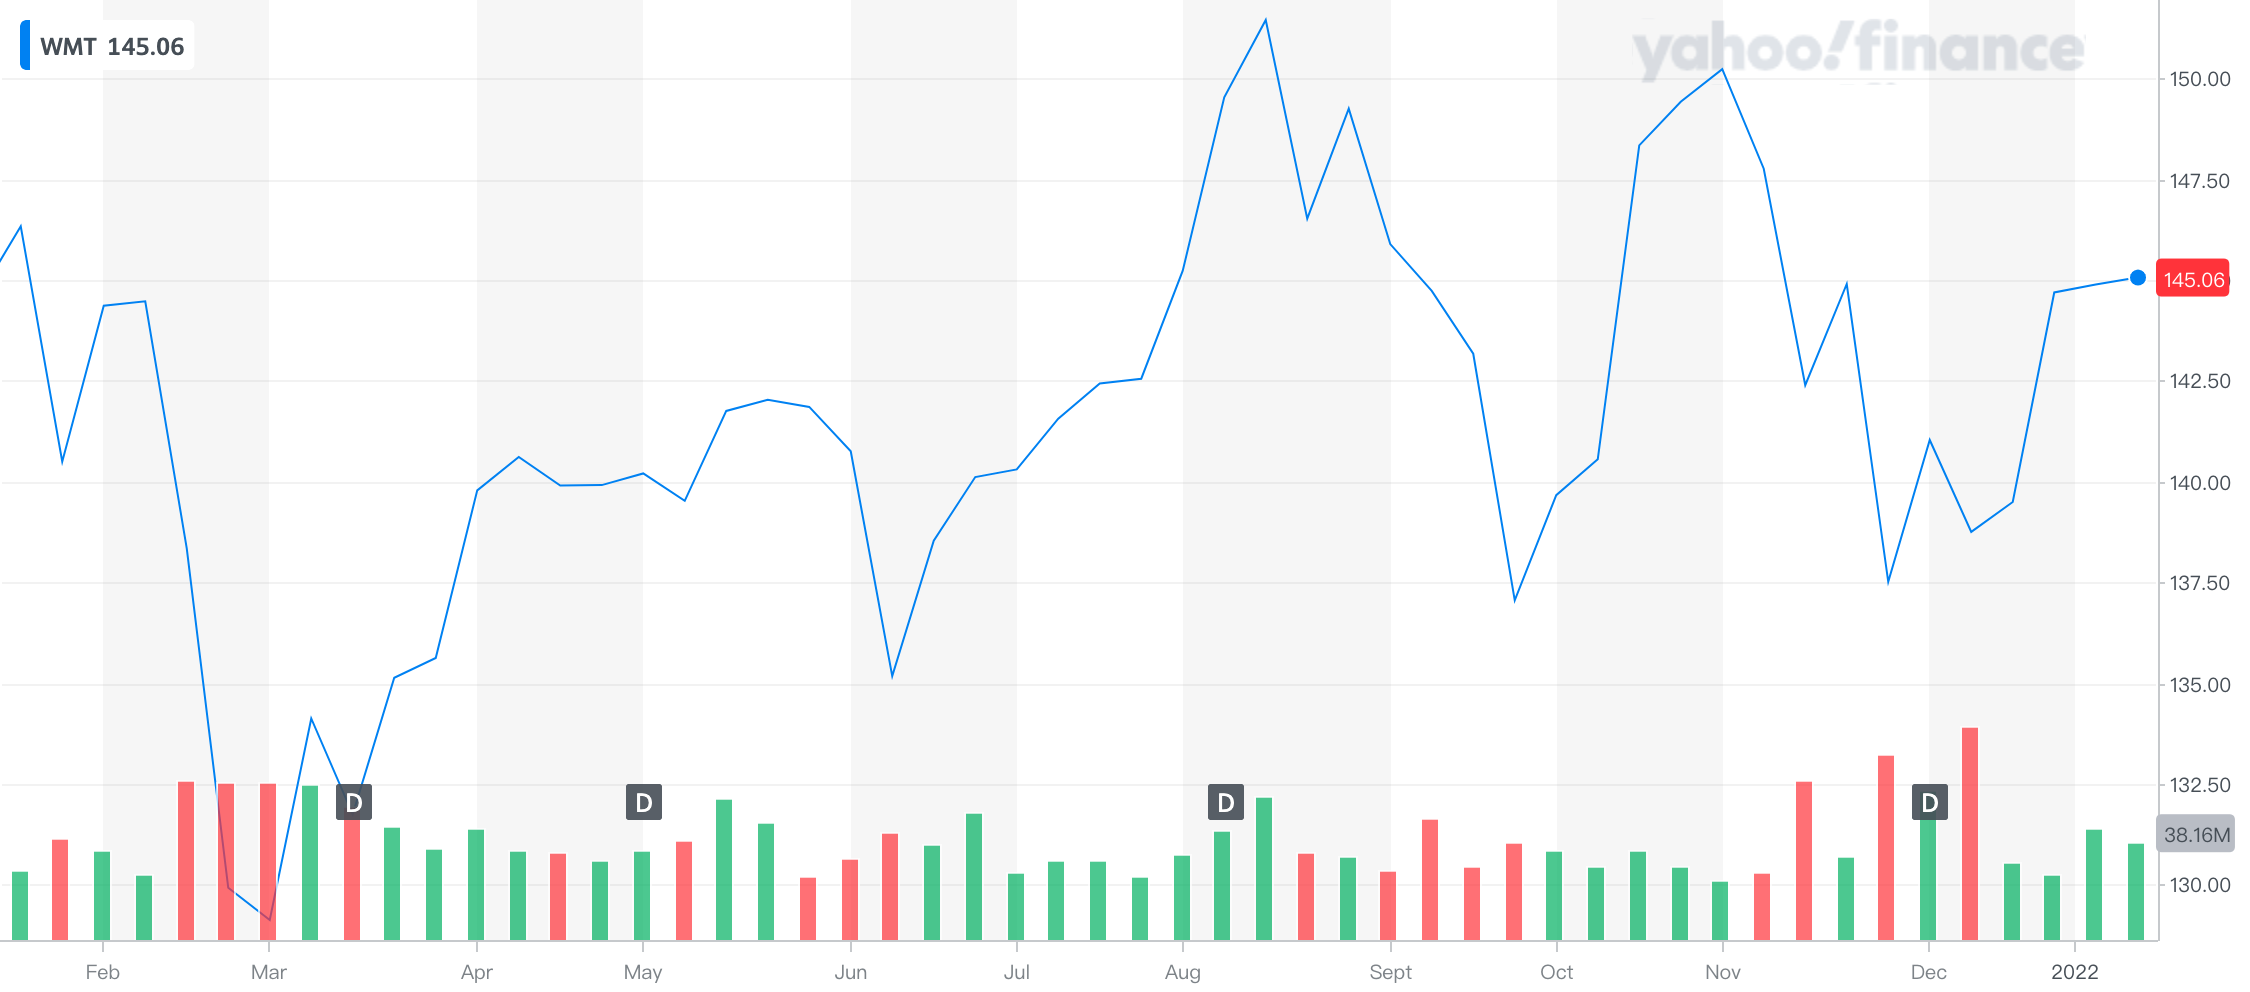 WMT 145.06
yahoo!finance
150.00
147.50
145.06
142.50
140.00
137.50
135.00
132.50
D
D
D
D
38.16M
130.00
Feb
Mar
Apr
May
Jun
Jul
Aug
Sept
Oct
Nov
Dec
2022